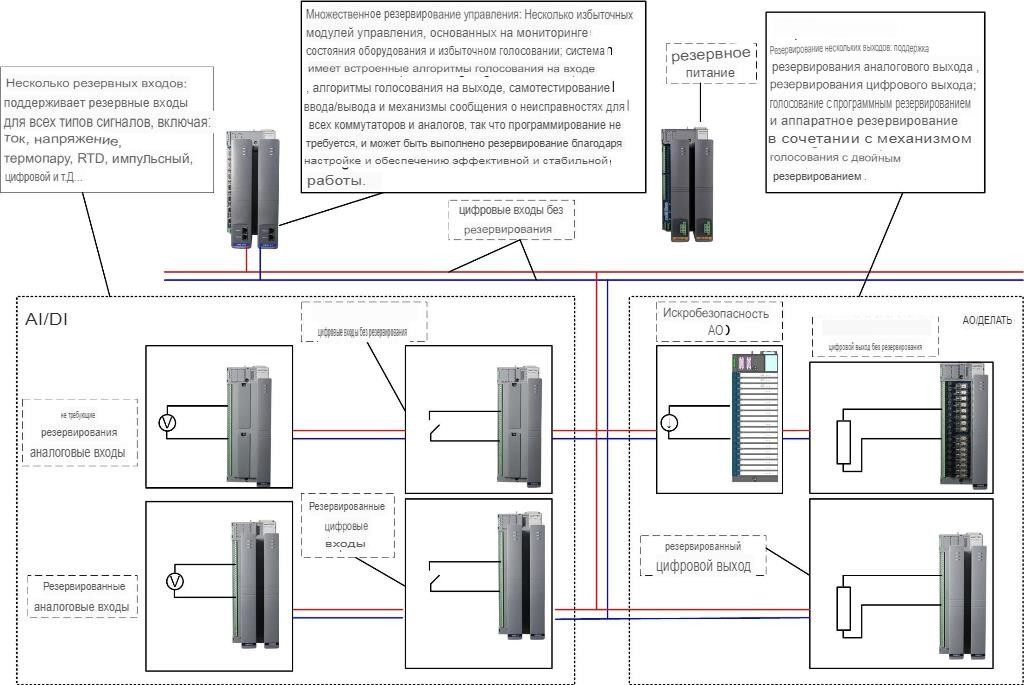 Несколько резервных входов:
поддерживает резервные входы
для всех типов сигналов, включая:
ток, напряжение,
термопару, RTD, импульсный,
цифровой и т.Д...
Множественное резервирование управления: Несколько избыточных
модулей управления, основанных на мониторинге
состояния оборудования и избыточном голосовании; система
имеет встроенные алгоритмы голосования на входе
, алгоритмы голосования на выходе, самотестирование
ввода/вывода и механизмы сообщения о неисправностях для
всех коммутаторов и аналогов, так что программирование не
требуется, и может быть выполнено резервирование благодаря
настройке и обеспечению эффективной и стабильной
работы.
резервное
питание
Резервирование нескольких выходов: поддержка
резервирования аналогового выхода ,
резервирования цифрового выхода;
голосование с программным резервированием
и аппаратное резервирование
в сочетании с механизмом
голосования с двойным
резервированием .
цифровые входы без
резервирования
AI/DI
цифровые входы без резервирования
не требующие
резервирования
аналоговые входы
V
Резервированные
цифровые
входы
Резервированные
аналоговые входы
V
Искробезопасность
АО)
АО/ДЕЛАТЬ
цифровой выход без резервирования
резервированный
цифровой выход